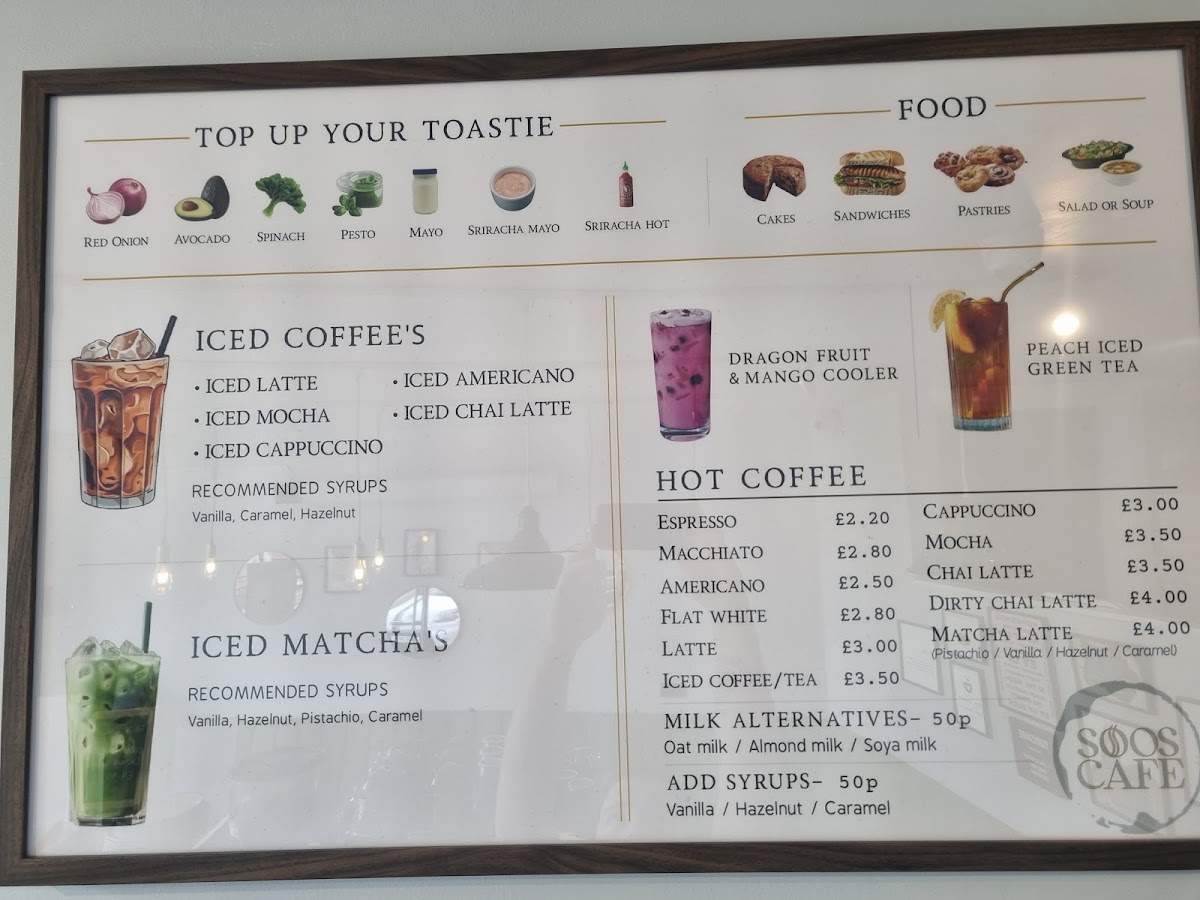 TOP UP YOUR TOASTIE
RED ONION
AVOCADO
SPINACH
PESTO
MAYO
SRIRACHA MAYO
SRIRACHA HOT
FOOD
CAKES
SANDWICHES
PASTRIES
SALAD OR SOUP
ICED COFFEE'S
• ICED LATTE
• ICED MOCHA
• ICED CAPPUCCINO
• ICED AMERICANO
• ICED CHAI LATTE
RECOMMENDED SYRUPS
Vanilla, Caramel, Hazelnut
ICED MATCHA'S
RECOMMENDED SYRUPS
Vanilla, Hazelnut, Pistachio, Caramel
DRAGON FRUIT
& MANGO COOLER
PEACH ICED
GREEN TEA
HOT COFFEE
ESPRESSO £2.20
MACCHIATO £2.80
AMERICANO £2.50
FLAT WHITE £2.80
LATTE £3.00
ICED COFFEE/TEA £3.50
CAPPUCCINO £3.00
MOCHA £3.50
CHAI LATTE £3.50
DIRTY CHAI LATTE £4.00
MATCHA LATTE £4.00
(Pistachio / Vanilla / Hazelnut / Caramel)
MILK ALTERNATIVES- 50p
Oat milk / Almond milk / Soya milk
ADD SYRUPS- 50p
Vanilla / Hazelnut / Caramel
SOOS
CAFE